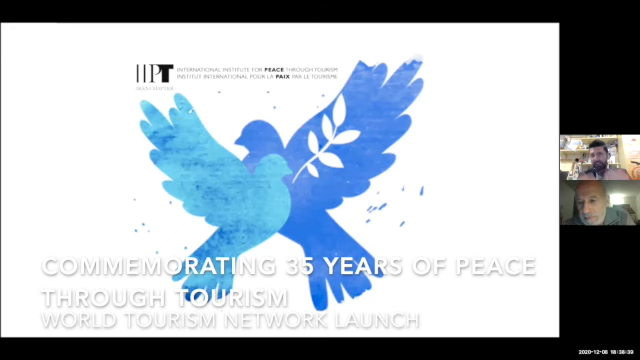 IIPT INTERNATIONAL INSTITUTE FOR PEACE THROUGH TOURISM
INSTITUT INTERNATIONAL POUR LA PAIX PAR LE TOURISME
COMMEMORATING 35 YEARS OF PEACE
THROUGH TOURISM
WORLD TOURISM NETWORK LAUNCH
2020-12-08 18:38:39